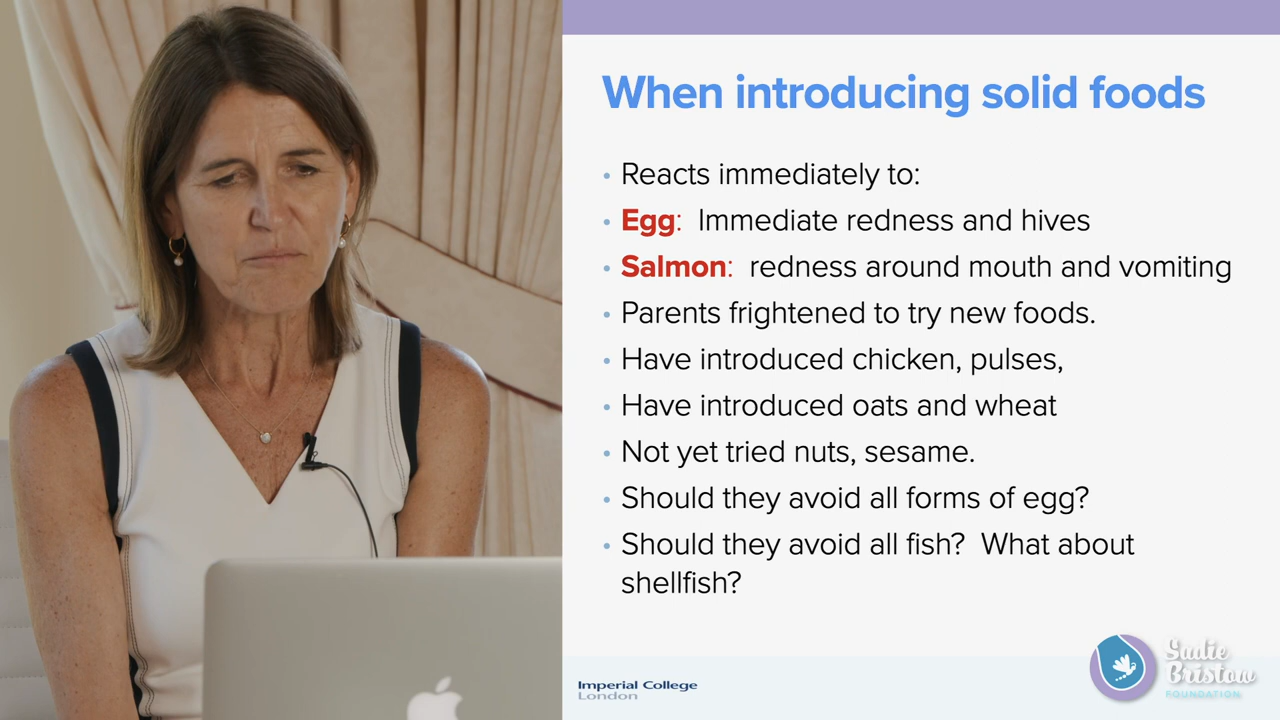 When introducing solid foods
• Reacts immediately to:
• Egg:  Immediate redness and hives
• Salmon:  redness around mouth and vomiting
• Parents frightened to try new foods.
• Have introduced chicken, pulses,
• Have introduced oats and wheat
• Not yet tried nuts, sesame.
• Should they avoid all forms of egg?
• Should they avoid all fish?  What about
shellfish?
Imperial College
London
Sadie
Bristow
FOUNDATION